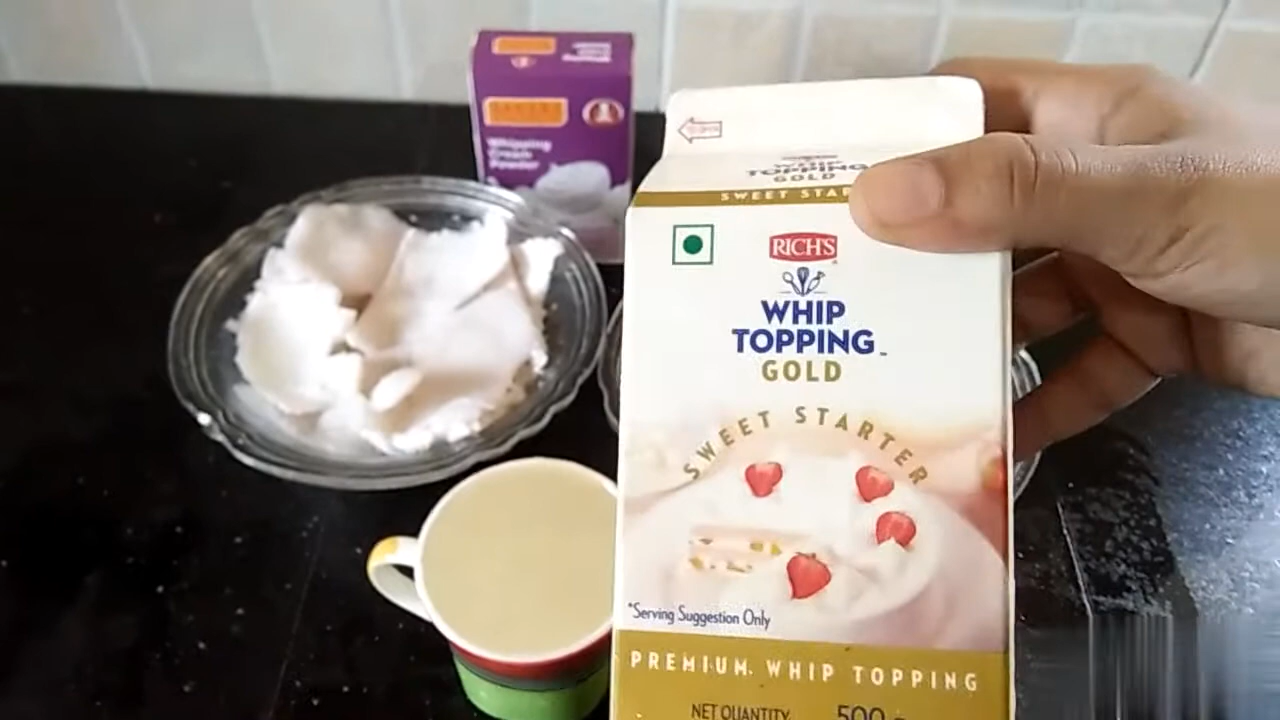 Whipping
Cream
Powder
WHIP
TOPPING
GOLD
SWEET STAR
RICH'S
WHIP
TOPPING
GOLD
SWEET STARTER
*Serving Suggestion Only
PREMIUM WHIP TOPPING
NET QUANTITY 500